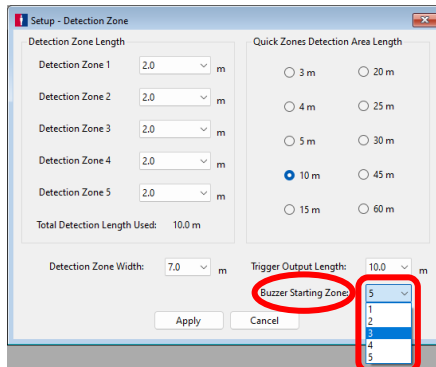 Setup - Detection Zone
Detection Zone Length
Detection Zone 1 2.0 m
Detection Zone 2 2.0 m
Detection Zone 3 2.0 m
Detection Zone 4 2.0 m
Detection Zone 5 2.0 m
Total Detection Length Used: 10.0 m
Quick Zones Detection Area Length
3 m 20 m
4 m 25 m
5 m 30 m
10 m 45 m
15 m 60 m
Detection Zone Width: 7.0 m
Trigger Output Length: 10.0 m
Buzzer Starting Zone: 5
1
2
3
4
5
Apply Cancel